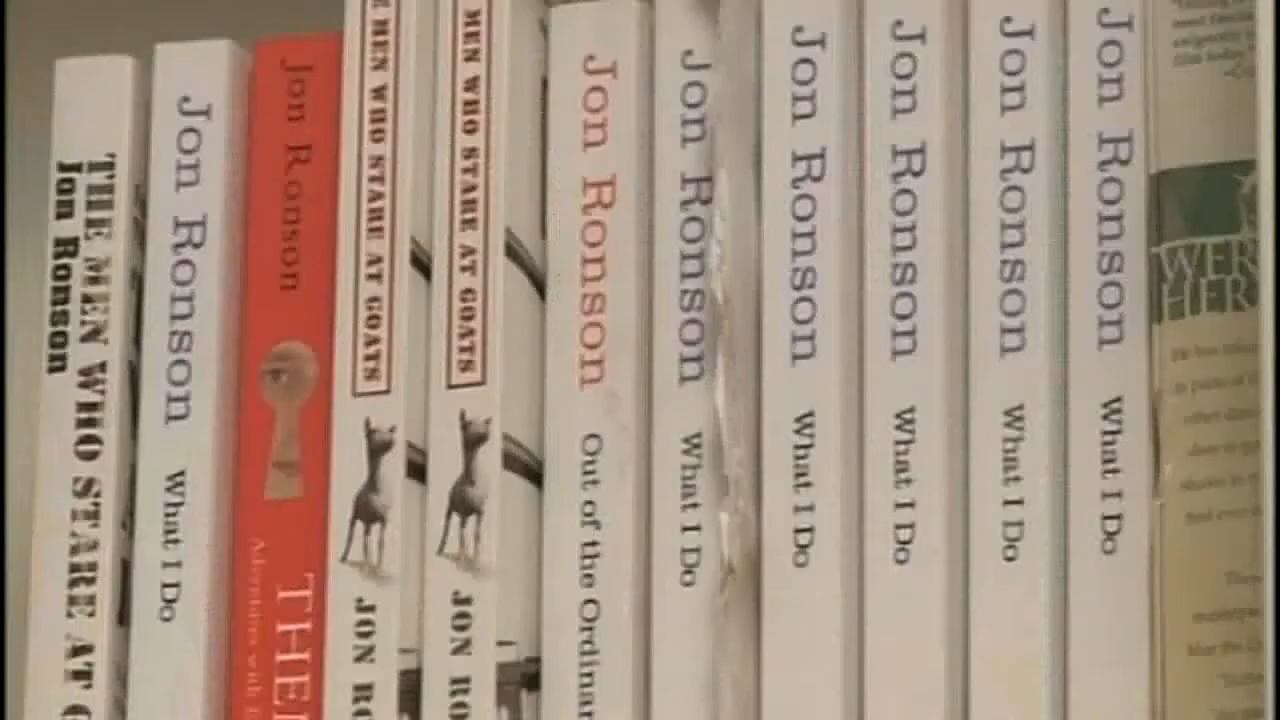 THE MEN WHO STARE AT
Jon Ronson
Jon Ronson What I Do
Jon Ronson
THE
Adventures with
MEN WHO STARE AT GOATS
JON
MEN WHO STARE AT GOATS
JON
Jon Ronson Out of the
Jon Ronson What I Do
Jon Ronson What I Do
Jon Ronson What I Do
Jon Ronson What I Do
Jon Ronson What I Do